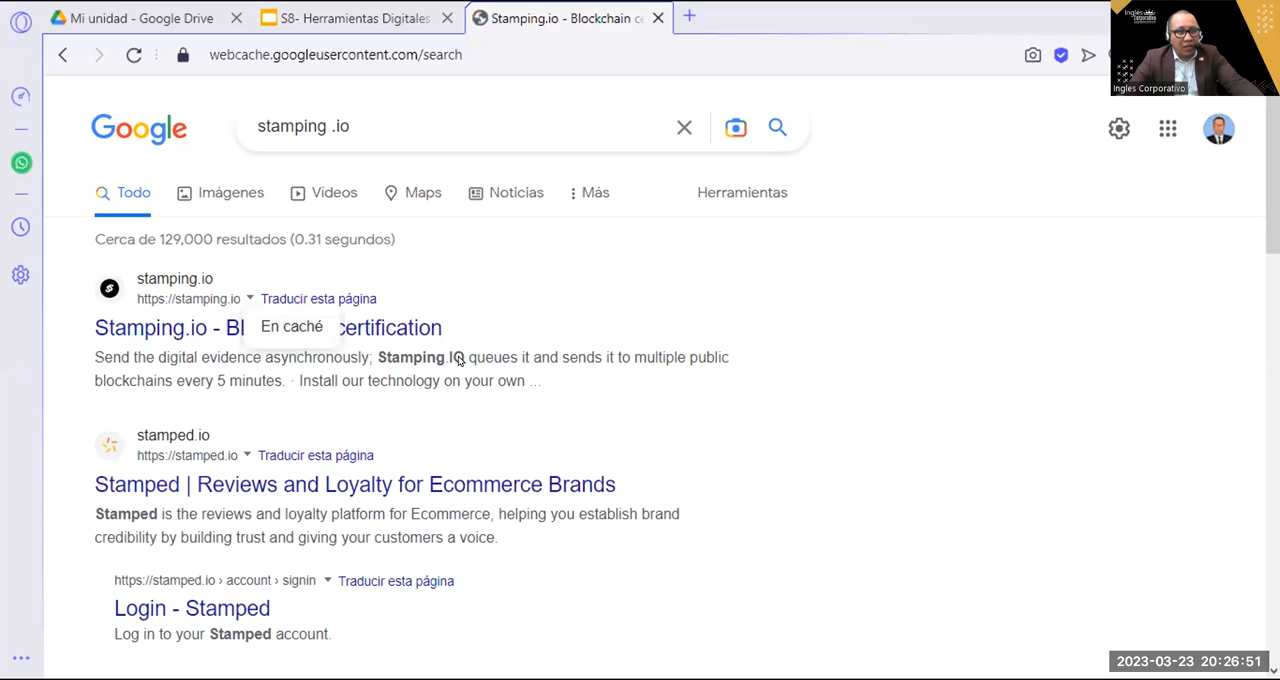 Mi unidad - Google Drive
S8- Herramientas Digitales
Stamping.io - Blockchain ce
webcache.googleusercontent.com/search
Inglés
Corporativo
Ingles Corporativo
Google
stamping .io
Todo
Imágenes
Videos
Maps
Noticias
Más
Herramientas
Cerca de 129,000 resultados (0.31 segundos)
stamping.io
https://stamping.io
Traducir esta página
Stamping.io - Bl
ertification
En caché
Send the digital evidence asynchronously; Stamping.IO queues it and sends it to multiple public
blockchains every 5 minutes. · Install our technology on your own ...
stamped.io
https://stamped.io
Traducir esta página
Stamped | Reviews and Loyalty for Ecommerce Brands
Stamped is the reviews and loyalty platform for Ecommerce, helping you establish brand
credibility by building trust and giving your customers a voice.
https://stamped.io › account › signin
Traducir esta página
Login - Stamped
Log in to your Stamped account.
2023-03-23 20:26:51